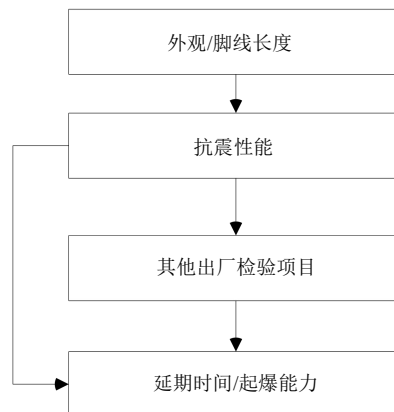 外观/脚线长度
抗震性能
其他出厂检验项目
延期时间/起爆能力